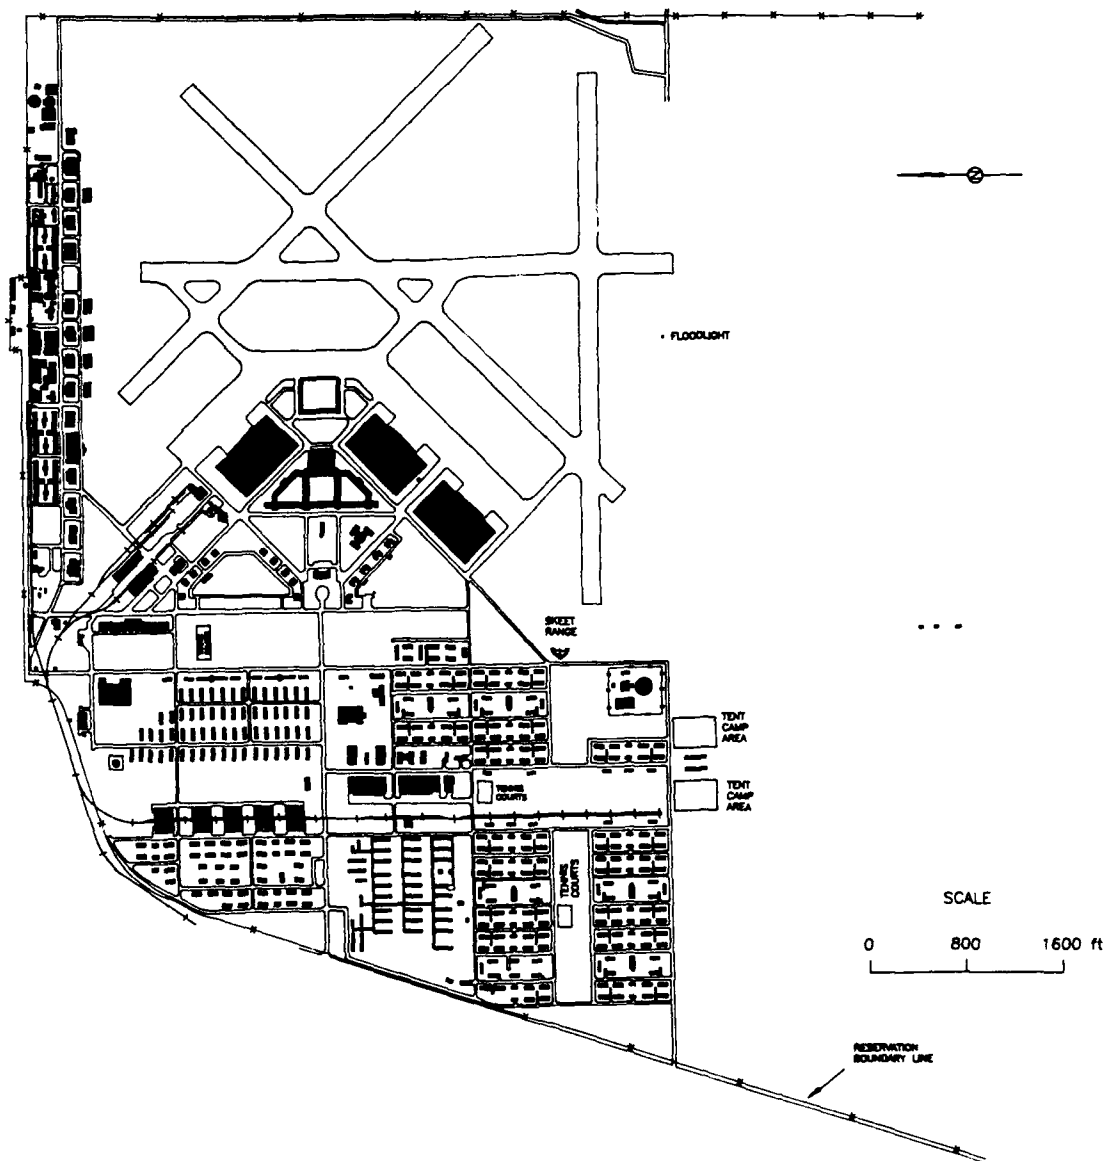 N
FLOODLIGHT
SKEET
RANGE
TENT
CAMP
AREA
TENNIS
COURTS
TENT
CAMP
AREA
TENNIS
COURTS
SCALE
0 800 1600 ft
RESERVATION
BOUNDARY LINE